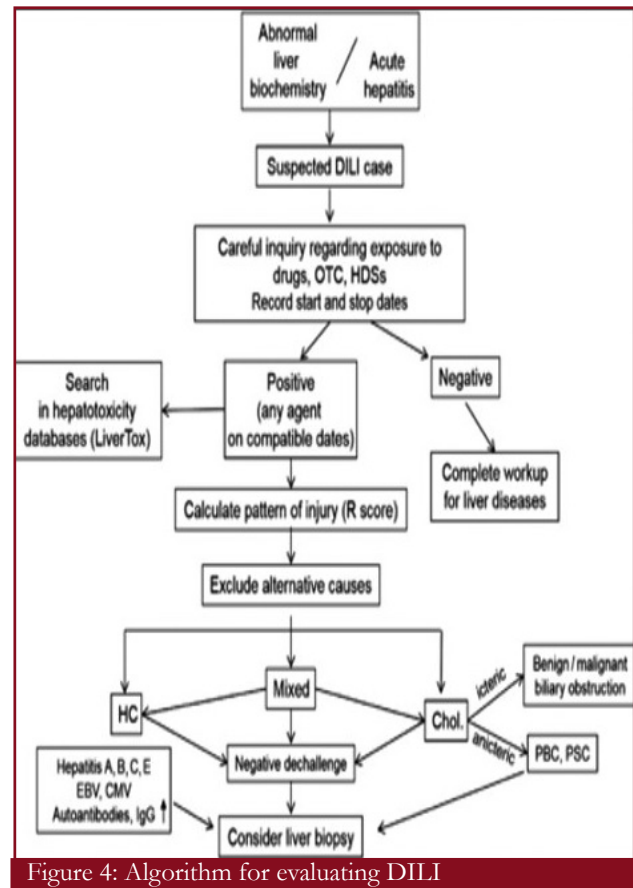 Abnormal
liver
biochemistry
/
Acute
hepatitis
Suspected DILI case
Careful inquiry regarding exposure to
drugs, OTC, HDSs
Record start and stop dates
Search
in hepatotoxicity
databases (LiverTox)
Positive
(any agent
on compatible dates)
Negative
Complete workup
for liver diseases
Calculate pattern of injury (R score)
Exclude alternative causes
HC
Mixed
Chol.
icteric
anicteric
Benign / malignant
biliary obstruction
PBC, PSC
Hepatitis A, B, C, E
EBV, CMV
Autoantibodies, IgG ↑
Negative dechallenge
Consider liver biopsy
Figure 4: Algorithm for evaluating DILI